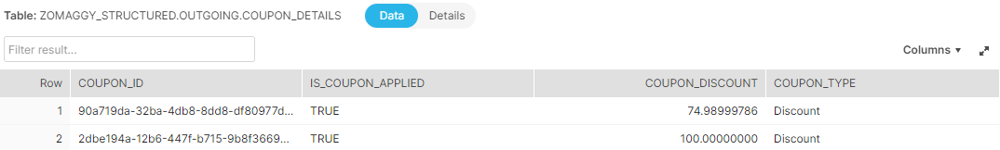 Table: ZOMAGGY_STRUCTURED.OUTGOING.COUPON_DETAILS Data Details
Filter result...
Columns
Row COUPON_ID IS_COUPON_APPLIED COUPON_DISCOUNT COUPON_TYPE
1 90a719da-32ba-4db8-8dd8-df80977d... TRUE 74.98999786 Discount
2 2dbe194a-12b6-447f-b715-9b8f3669... TRUE 100.00000000 Discount